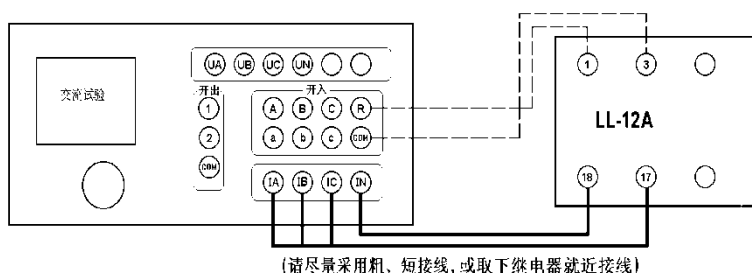 UA UB UC UN
交流试验
开出 开入
1 A B C R
2 a b c COM
COM
IA IB IC IN
1 3
LL-12A
18 17
(请尽量采用粗、短接线,或取下继电器就近接线)